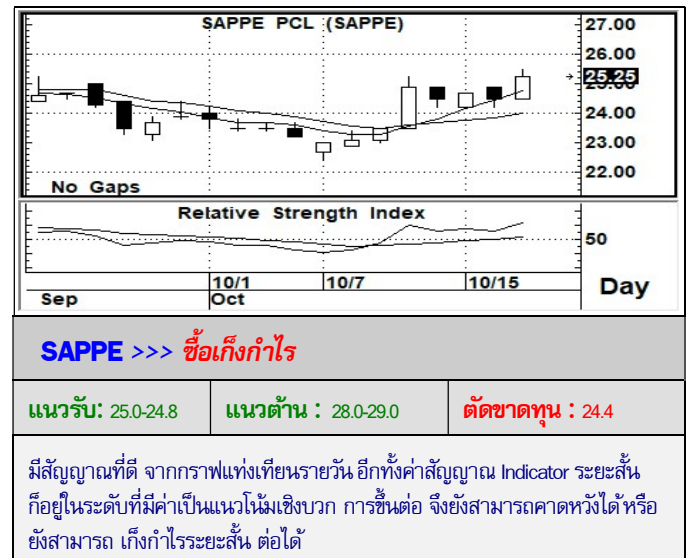 SAPPE PCL (SAPPE)
27.00
26.00
25.25
24.00
23.00
22.00
No Gaps
Relative Strength Index
50
10/1 10/7 10/15
Sep Oct
Day
SAPPE >>> ซื้อเก็งกำไร
แนวรับ: 25.0-24.8 แนวต้าน : 28.0-29.0 ตัดขาดทุน : 24.4
มีสัญญาณที่ดี จากกราฟแท่งเทียนรายวัน อีกทั้งค่าสัญญาณ Indicator ระยะสั้น
ก็อยู่ในระดับที่มีค่าเป็นแนวโน้มเชิงบวก การขึ้นต่อ จึงยังสามารถคาดหวังได้ หรือ
ยังสามารถ เก็งกำไรระยะสั้น ต่อได้